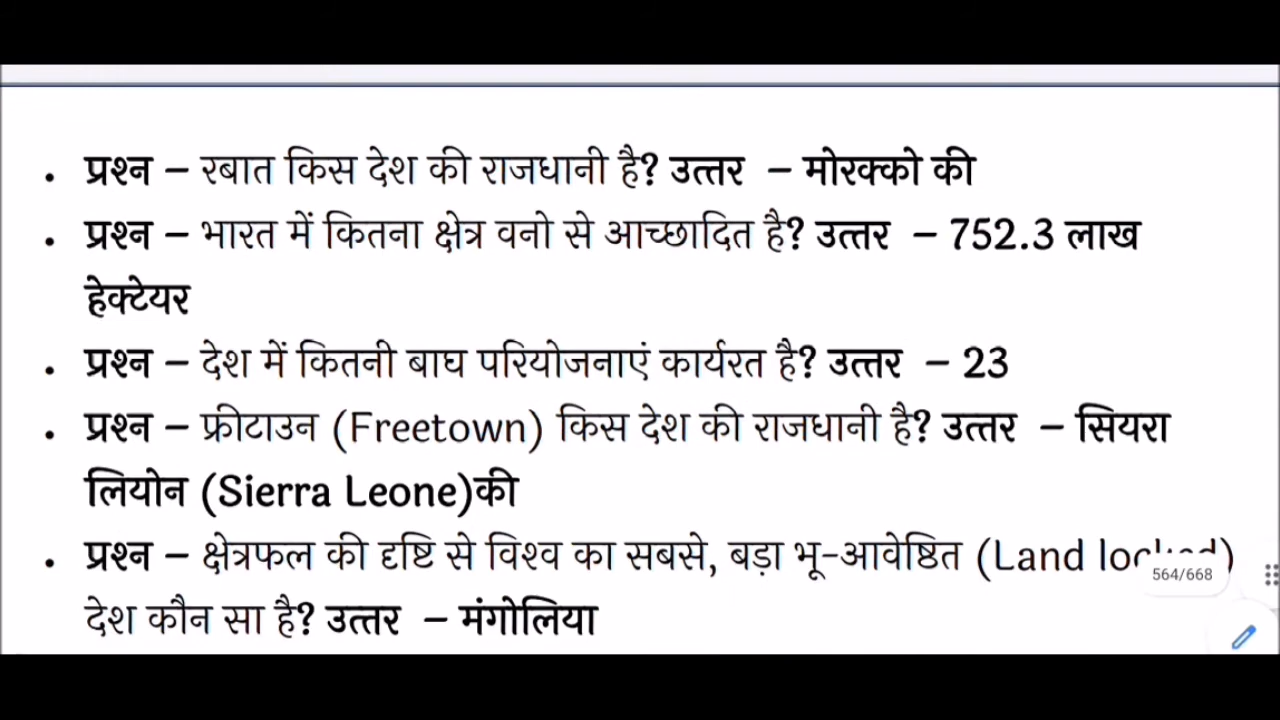 • प्रश्न – रबात किस देश की राजधानी है? उत्तर – मोरक्को की
• प्रश्न – भारत में कितना क्षेत्र वनो से आच्छादित है? उत्तर – 752.3 लाख
हेक्टेयर
• प्रश्न – देश में कितनी बाघ परियोजनाएं कार्यरत है? उत्तर – 23
• प्रश्न – फ्रीटाउन (Freetown) किस देश की राजधानी है? उत्तर – सियरा
लियोन (Sierra Leone)की
• प्रश्न – क्षेत्रफल की दृष्टि से विश्व का सबसे, बड़ा भू-आवेष्ठित (Land
564/668
देश कौन सा है? उत्तर – मंगोलिया